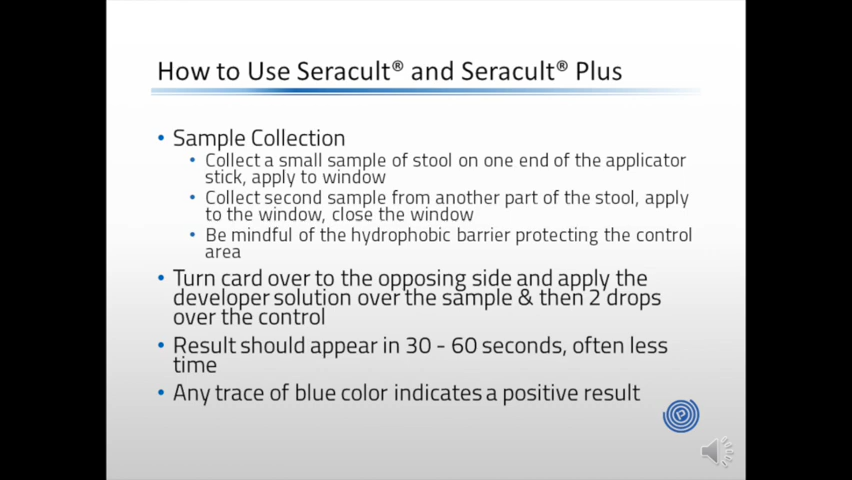 How to Use Seracult® and Seracult® Plus
• Sample Collection
• Collect a small sample of stool on one end of the applicator
stick, apply to window
• Collect second sample from another part of the stool, apply
to the window, close the window
• Be mindful of the hydrophobic barrier protecting the control
area
• Turn card over to the opposing side and apply the
developer solution over the sample & then 2 drops
over the control
• Result should appear in 30 - 60 seconds, often less
time
• Any trace of blue color indicates a positive result
P